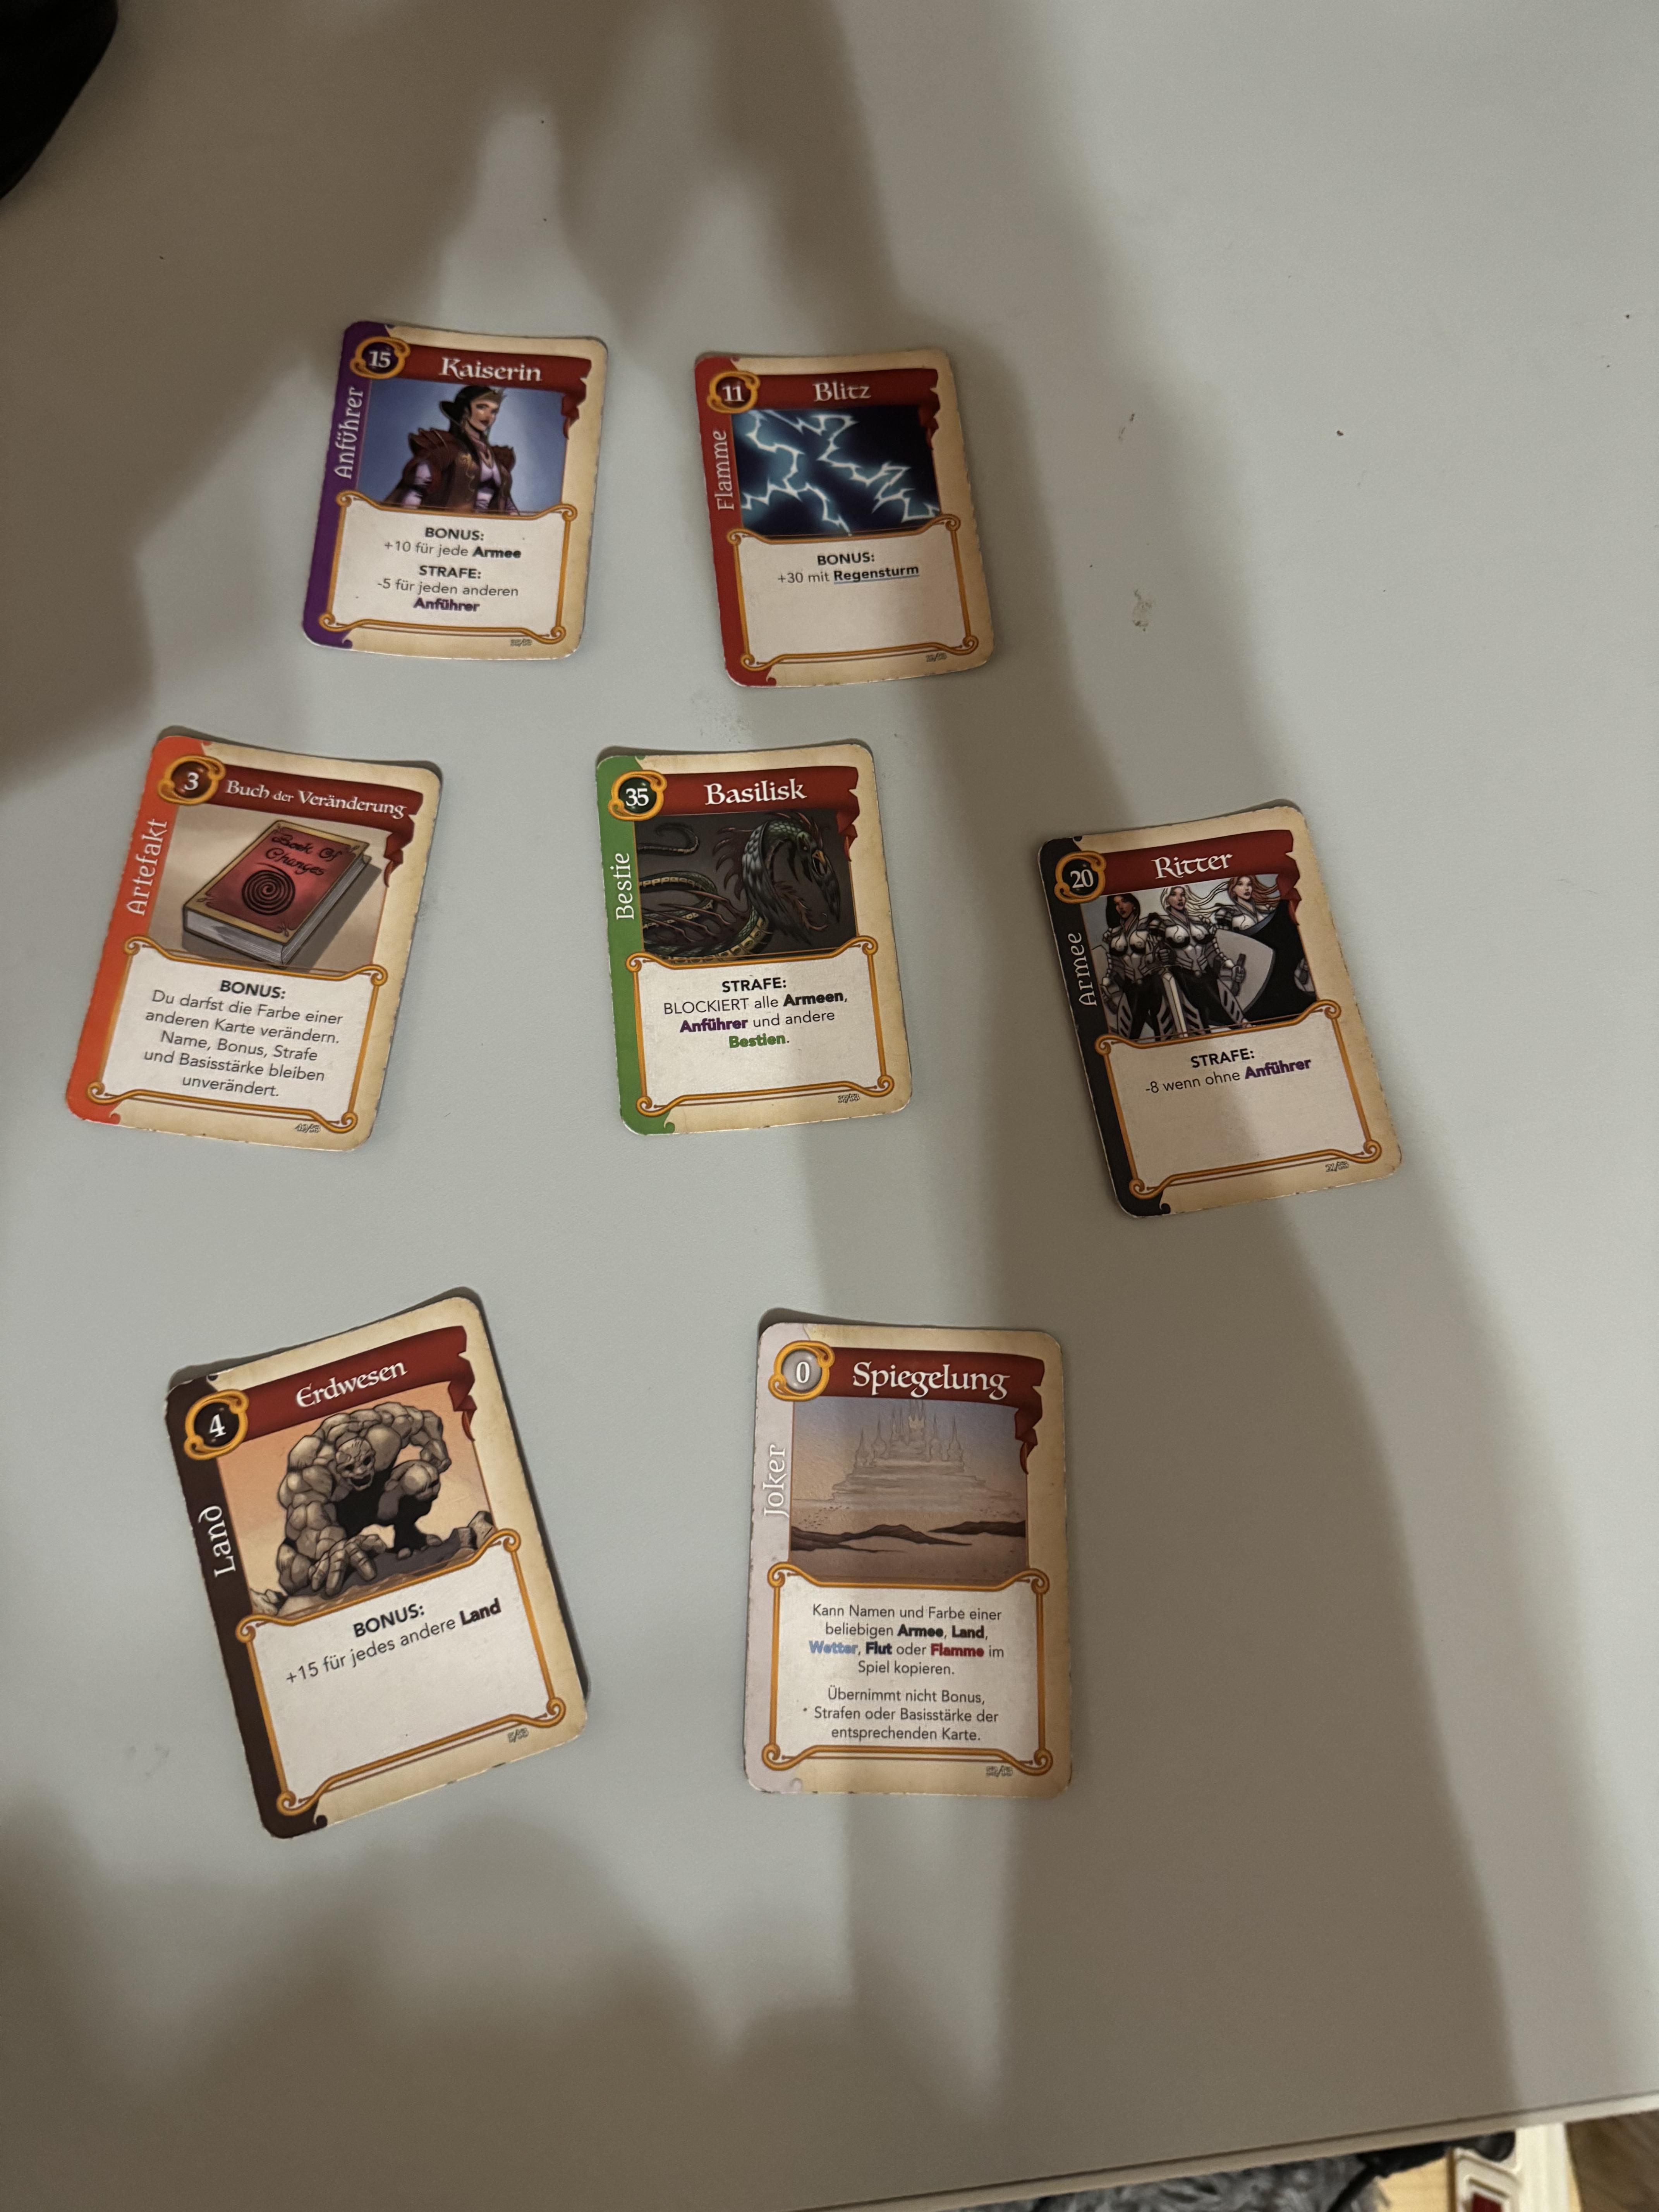 15
Kaiserin
Anführer
BONUS:
+10 für jede Armee
STRAFE:
-5 für jeden anderen
Anführer
11
Blitz
Flamme
BONUS:
+30 mit Regensturm
3
Buch der Veränderung
Artefakt
Book Of
Changes
BONUS:
Du darfst die Farbe einer
anderen Karte verändern.
Name, Bonus, Strafe
und Basisstärke bleiben
unverändert.
35
Basilisk
Bestie
STRAFE:
BLOCKIERT alle Armeen,
Anführer und andere
Bestien.
20
Ritter
Armee
STRAFE:
-8 wenn ohne Anführer
4
Erdwesen
Land
BONUS:
+15 für jedes andere Land
0
Spiegelung
Joker
Kann Namen und Farbe einer
beliebigen Armee, Land,
Wetter, Flut oder Flamme im
Spiel kopieren.
Übernimmt nicht Bonus,
Strafen oder Basisstärke der
entsprechenden Karte.